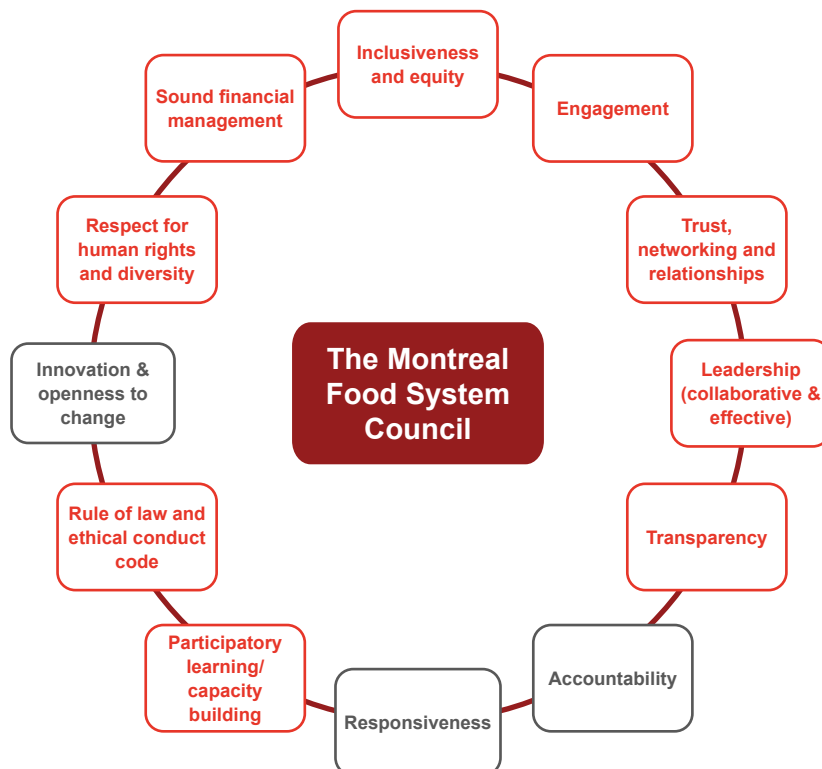 Inclusiveness
and equity
Engagement
Trust,
networking and
relationships
Leadership
(collaborative &
effective)
Transparency
Accountability
Responsiveness
Participatory
learning/
capacity
building
Rule of law and
ethical conduct
code
Innovation &
openness to
change
Respect for
human rights
and diversity
Sound financial
management
The Montreal
Food System
Council